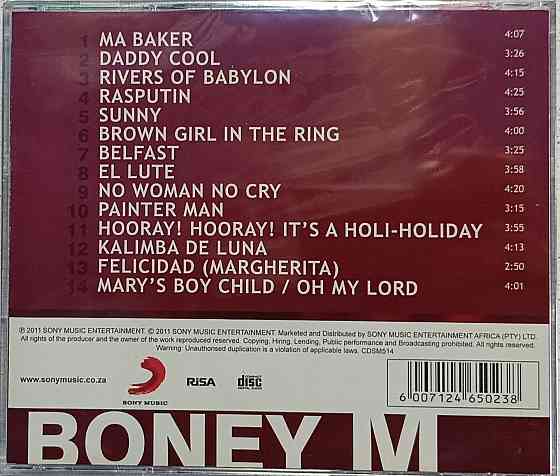 1 MA BAKER 4:07
2 DADDY COOL 3:26
3 RIVERS OF BABYLON 4:15
4 RASPUTIN 4:25
5 SUNNY 3:56
6 BROWN GIRL IN THE RING 4:00
7 BELFAST 3:25
8 EL LUTE 3:58
9 NO WOMAN NO CRY 4:20
10 PAINTER MAN 3:15
11 HOORAY! HOORAY! IT'S A HOLI-HOLIDAY 3:55
12 KALIMBA DE LUNA 4:13
13 FELICIDAD (MARGHERITA) 2:50
14 MARY'S BOY CHILD / OH MY LORD 4:01
℗ 2011 SONY MUSIC ENTERTAINMENT. © 2011 SONY MUSIC ENTERTAINMENT. Marketed and Distributed by SONY MUSIC ENTERTAINMENT AFRICA (PTY) LTD.
All rights of the producer and the owner of the work reproduced reserved. Copying, Hiring, Lending, Public performance and Broadcasting prohibited. All rights reserved.
Warning: Unauthorised duplication is a violation of applicable laws. CDSM514
www.sonymusic.co.za
SONY MUSIC
RiSA
COMPACT disc DIGITAL AUDIO
6 007124 650238
BONEY M